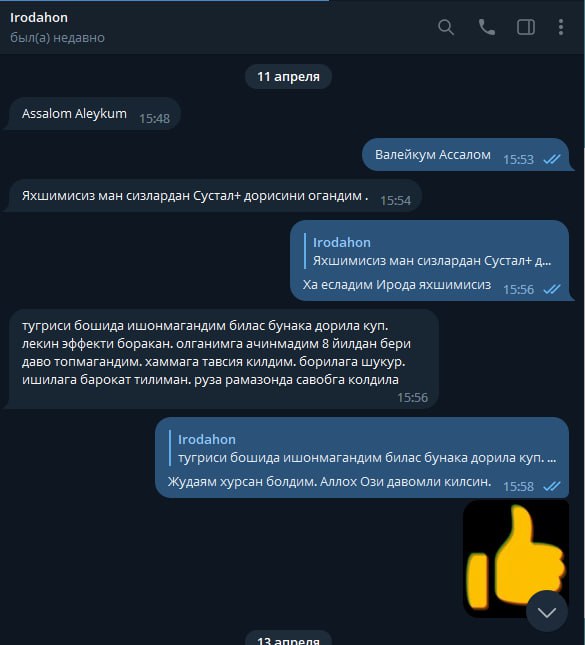 Irodahon
был(а) недавно
11 апреля
Assalom Aleykum 15:48
Валейкум Ассалом 15:53
Яхшимисиз ман сизлардан Сустал+ дорисини огандим . 15:54
Irodahon
Яхшимисиз ман сизлардан Сустал+ д...
Ха есладим Ирода яхшимисиз 15:56
тугриси бошида ишонмагандим билас бунака дорила куп.
лекин эффекти боракан. олганимга ачинмадим 8 йилдан бери
даво топмагандим. хаммага тавсия килдим. борилага шукур.
ишилага барокат тилиман. руза рамазонда савобга колдила
15:56
Irodahon
тугриси бошида ишонмагандим билас бунака дорила куп. ...
Жудаям хурсан болдим. Аллох Ози давомли килсин. 15:58
13 апреля